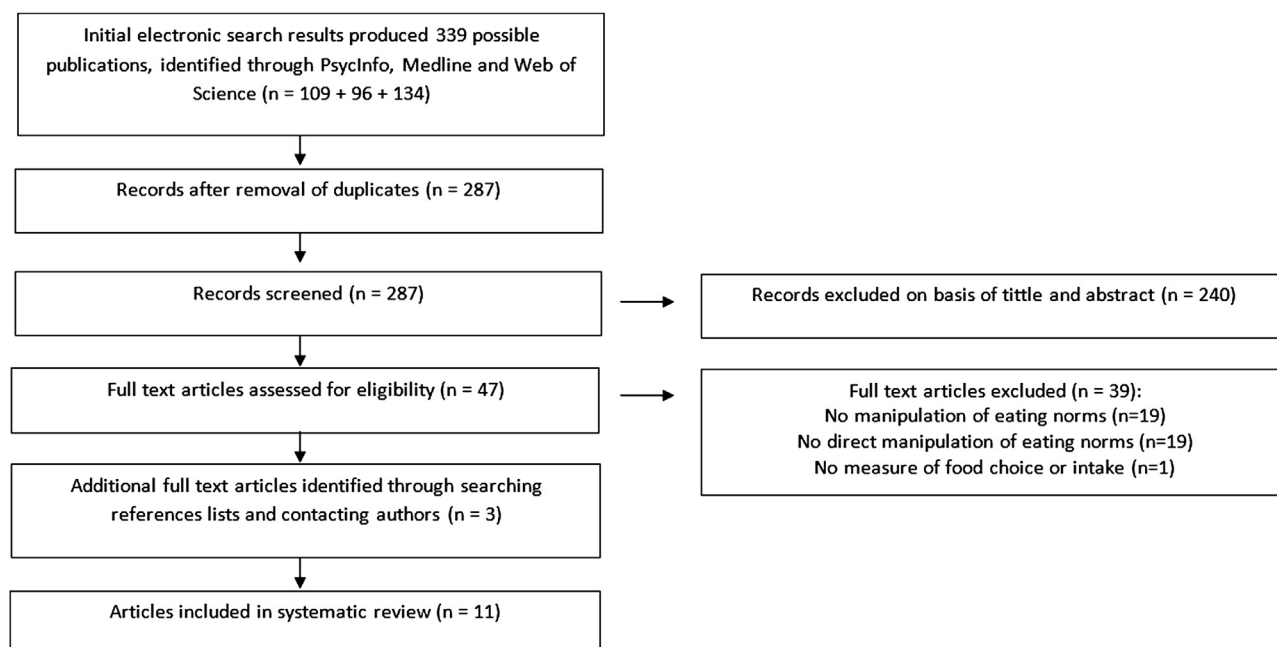 Initial electronic search results produced 339 possible
publications, identified through PsycInfo, Medline and Web of
Science (n = 109 + 96 + 134)
Records after removal of duplicates (n = 287)
Records screened (n = 287)
Records excluded on basis of tittle and abstract (n = 240)
Full text articles assessed for eligibility (n = 47)
Full text articles excluded (n = 39):
No manipulation of eating norms (n=19)
No direct manipulation of eating norms (n=19)
No measure of food choice or intake (n=1)
Additional full text articles identified through searching
references lists and contacting authors (n = 3)
Articles included in systematic review (n = 11)